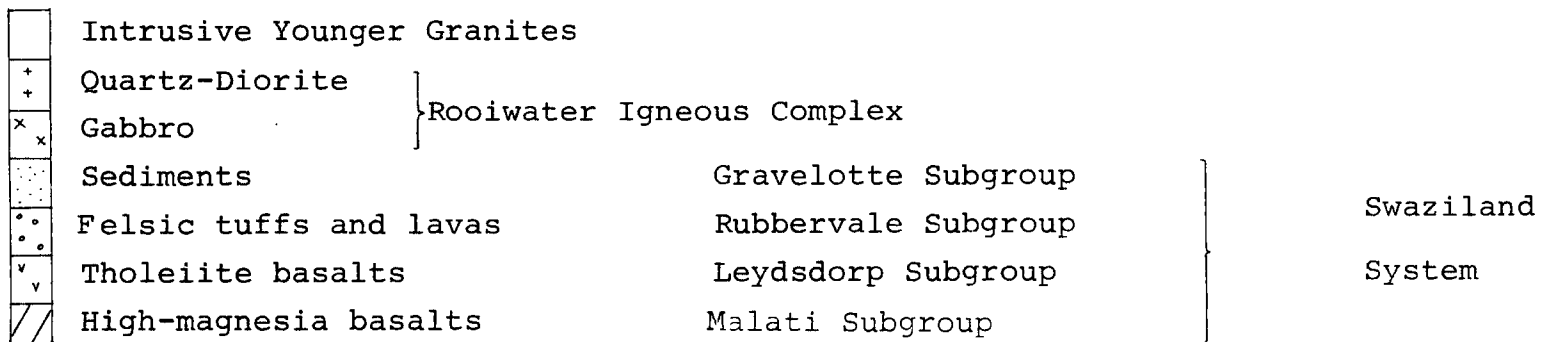 Intrusive Younger Granites
Quartz-Diorite
Gabbro
Rooiwater Igneous Complex
Sediments Gravelotte Subgroup
Felsic tuffs and lavas Rubbervale Subgroup
Tholeiite basalts Leydsdorp Subgroup
High-magnesia basalts Malati Subgroup
Swaziland
System